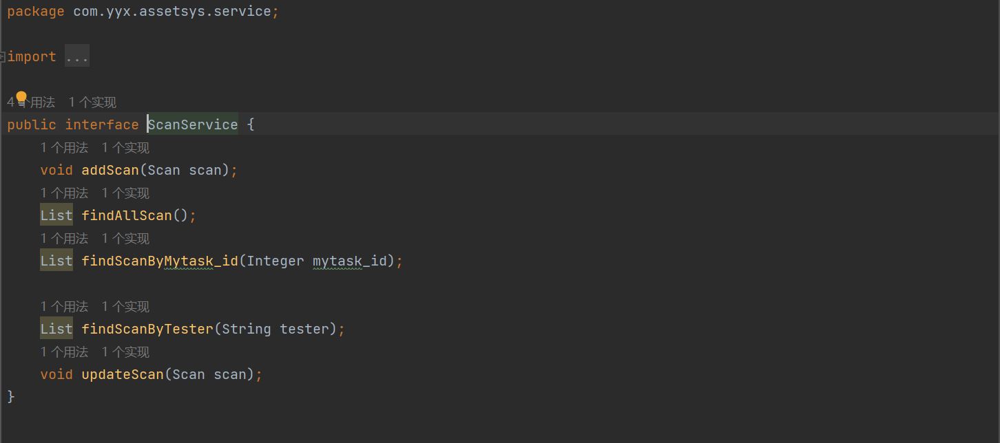 package com.yyx.assetsys.service;
import ...
4个用法 1个实现
public interface ScanService {
1个用法 1个实现
void addScan(Scan scan);
1个用法 1个实现
List findAllScan();
1个用法 1个实现
List findScanByMytask_id(Integer mytask_id);
1个用法 1个实现
List findScanByTester(String tester);
1个用法 1个实现
void updateScan(Scan scan);
}